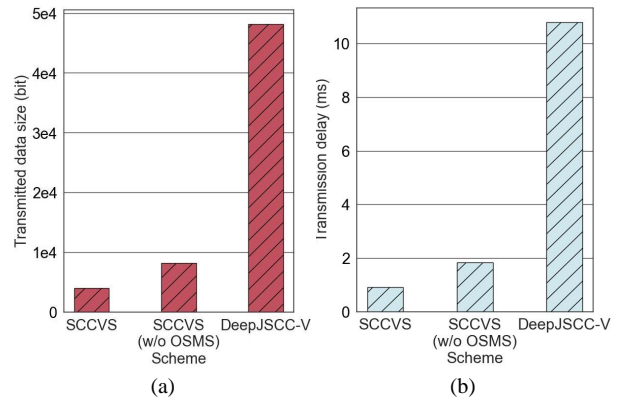 5e4
4e4
3e4
2e4
1e4
0
Transmitted data size (bit)
SCCVS
SCCVS
(w/o OSMS)
DeepJSCC-V
Scheme
(a)
10
8
6
4
2
0
Transmission delay (ms)
SCCVS
SCCVS
(w/o OSMS)
DeepJSCC-V
Scheme
(b)